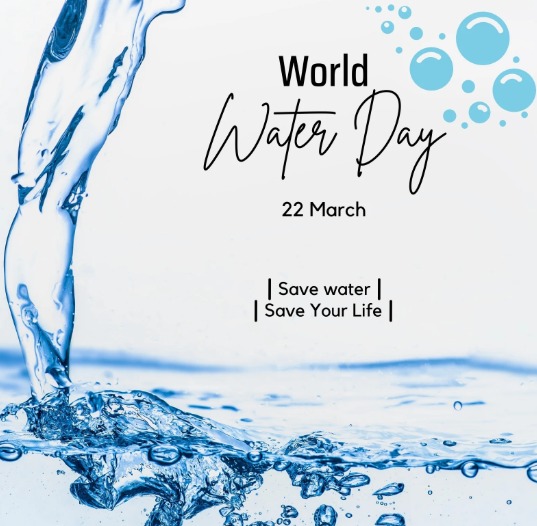 World
Water Day
22 March
| Save water |
| Save Your Life |